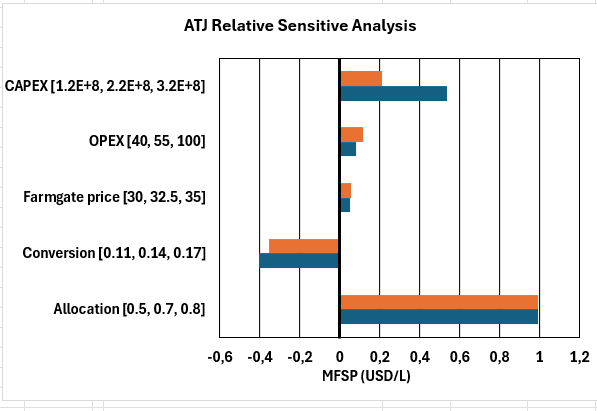 ATJ Relative Sensitive Analysis
CAPEX [1.2E+8, 2.2E+8, 3.2E+8]
OPEX [40, 55, 100]
Farmgate price [30, 32.5, 35]
Conversion [0.11, 0.14, 0.17]
Allocation [0.5, 0.7, 0.8]
-0,6 -0,4 -0,2 0 0,2 0,4 0,6 0,8 1 1,2
MFSP (USD/L)